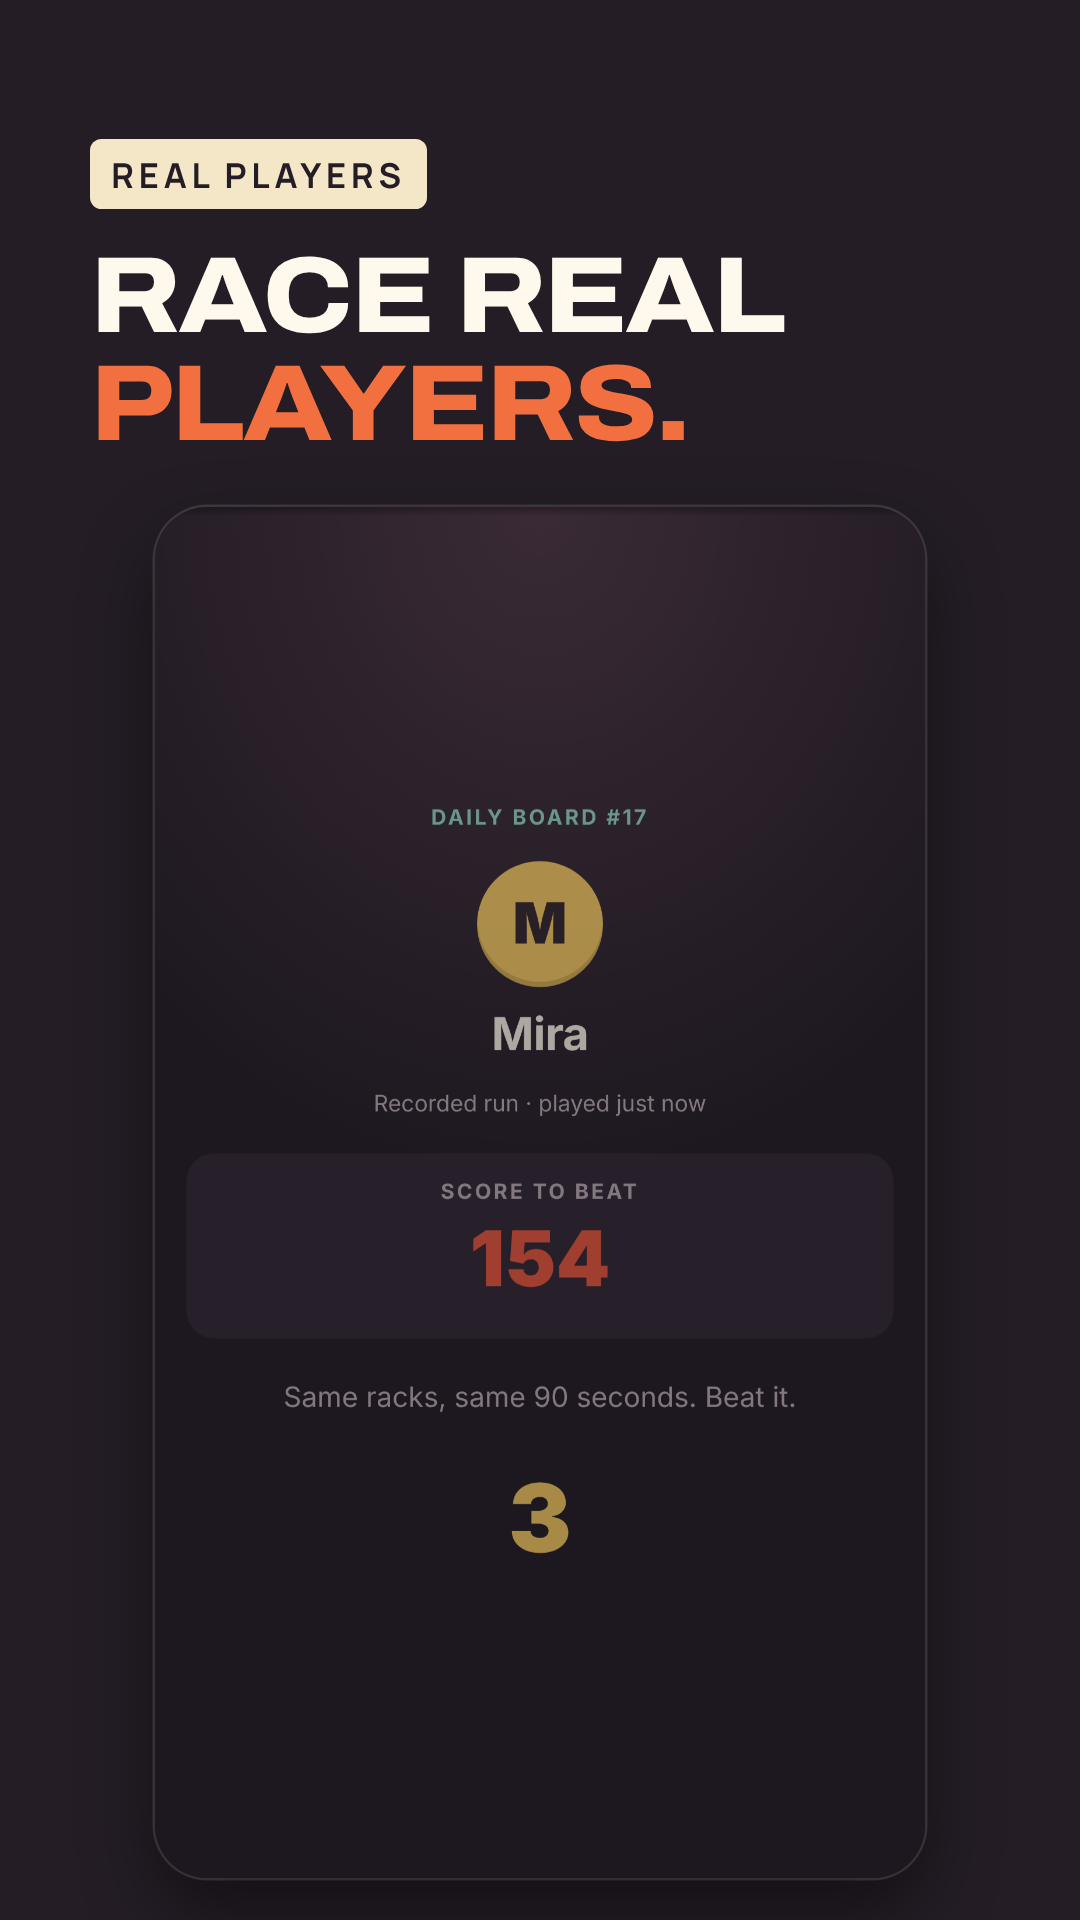 REAL PLAYERS
RACE REAL
PLAYERS.
DAILY BOARD #17
M
Mira
Recorded run · played just now
SCORE TO BEAT
154
Same racks, same 90 seconds. Beat it.
3